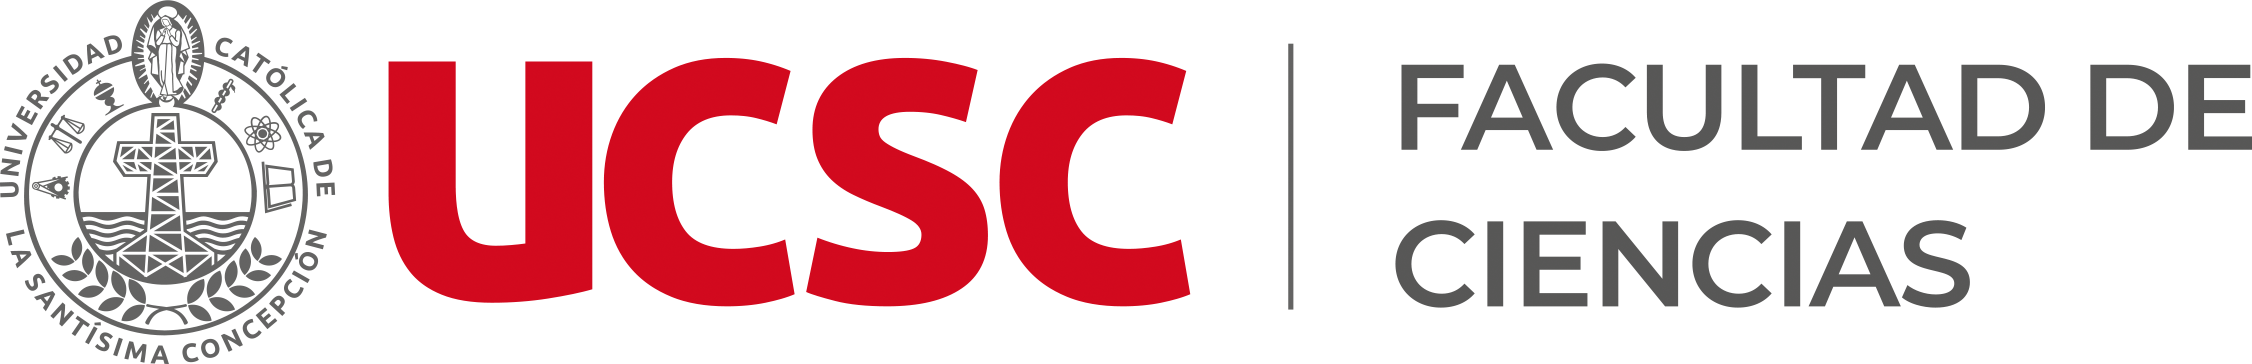 UNIVERSIDAD CATÓLICA DE
LA SANTÍSIMA CONCEPCIÓN
UCSC
FACULTAD DE
CIENCIAS